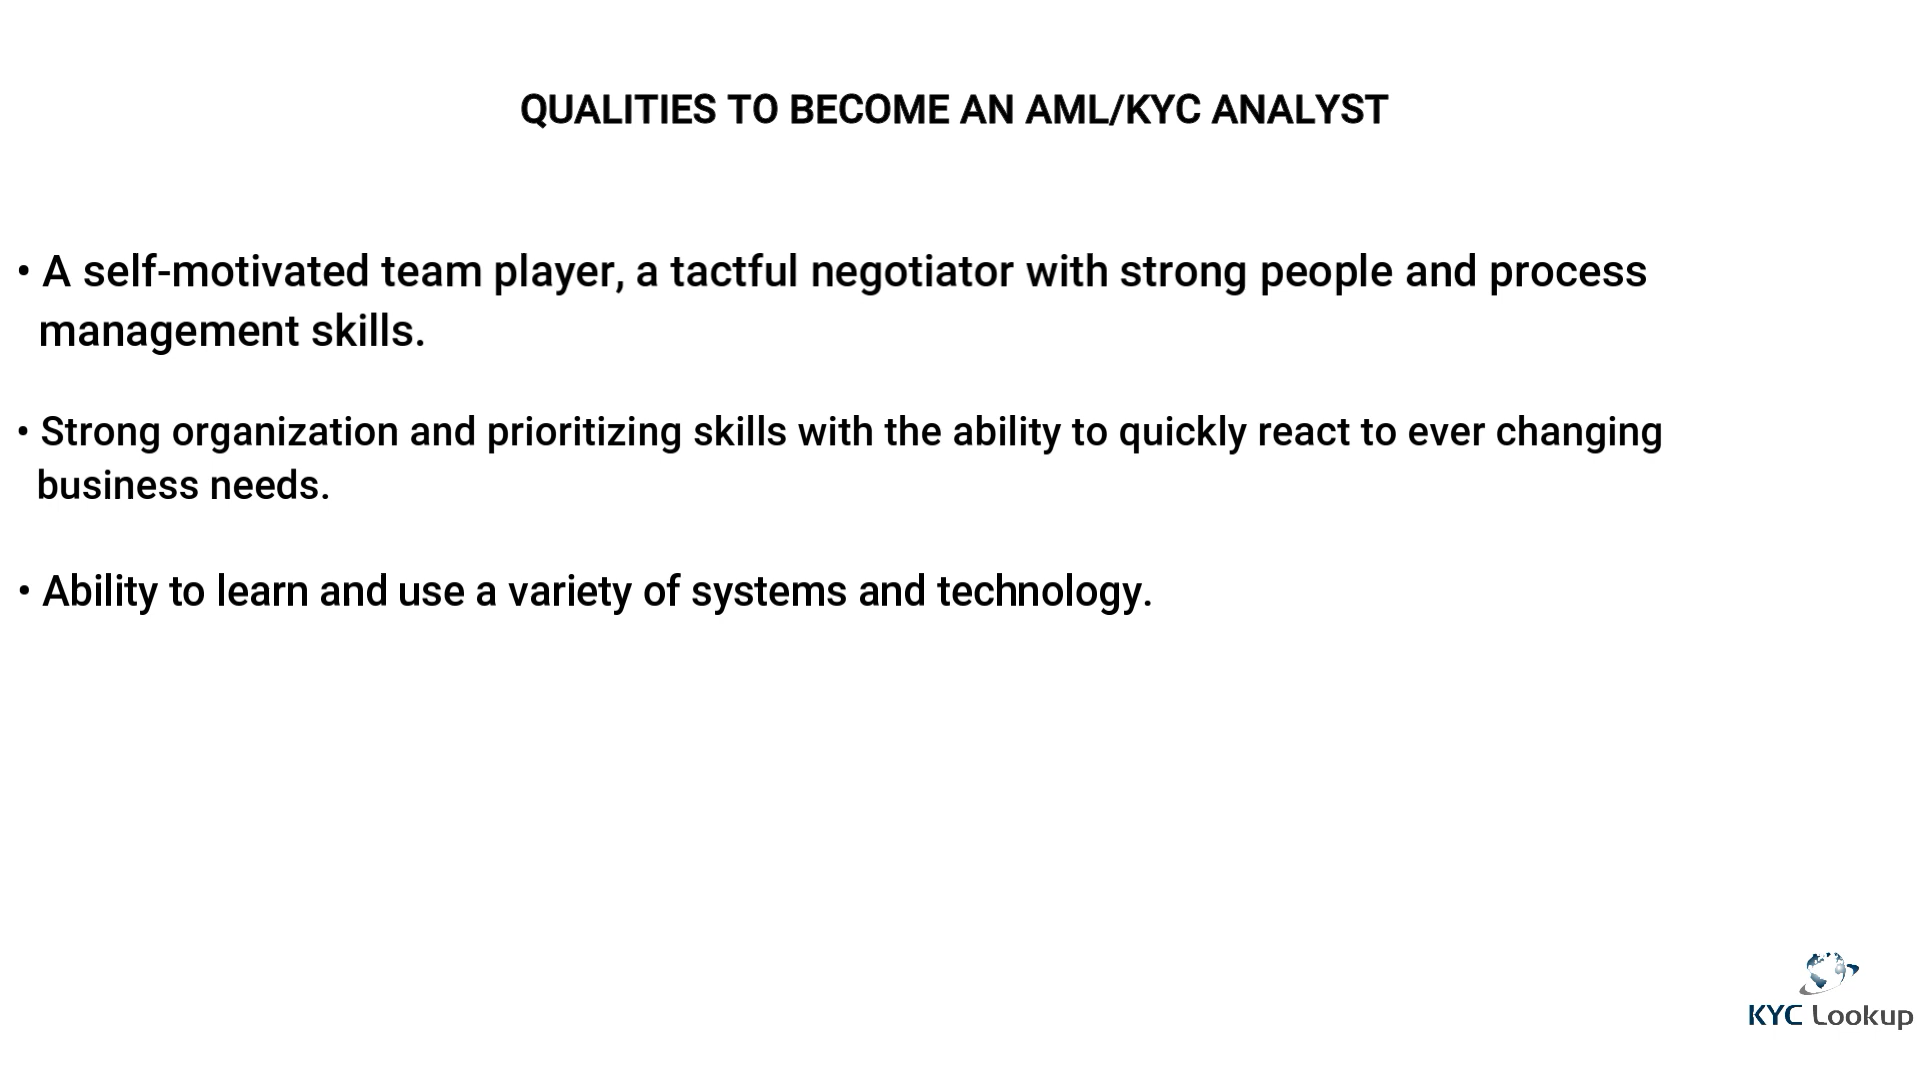 QUALITIES TO BECOME AN AML/KYC ANALYST
• A self-motivated team player, a tactful negotiator with strong people and process
management skills.
• Strong organization and prioritizing skills with the ability to quickly react to ever changing
business needs.
• Ability to learn and use a variety of systems and technology.
KYC Lookup